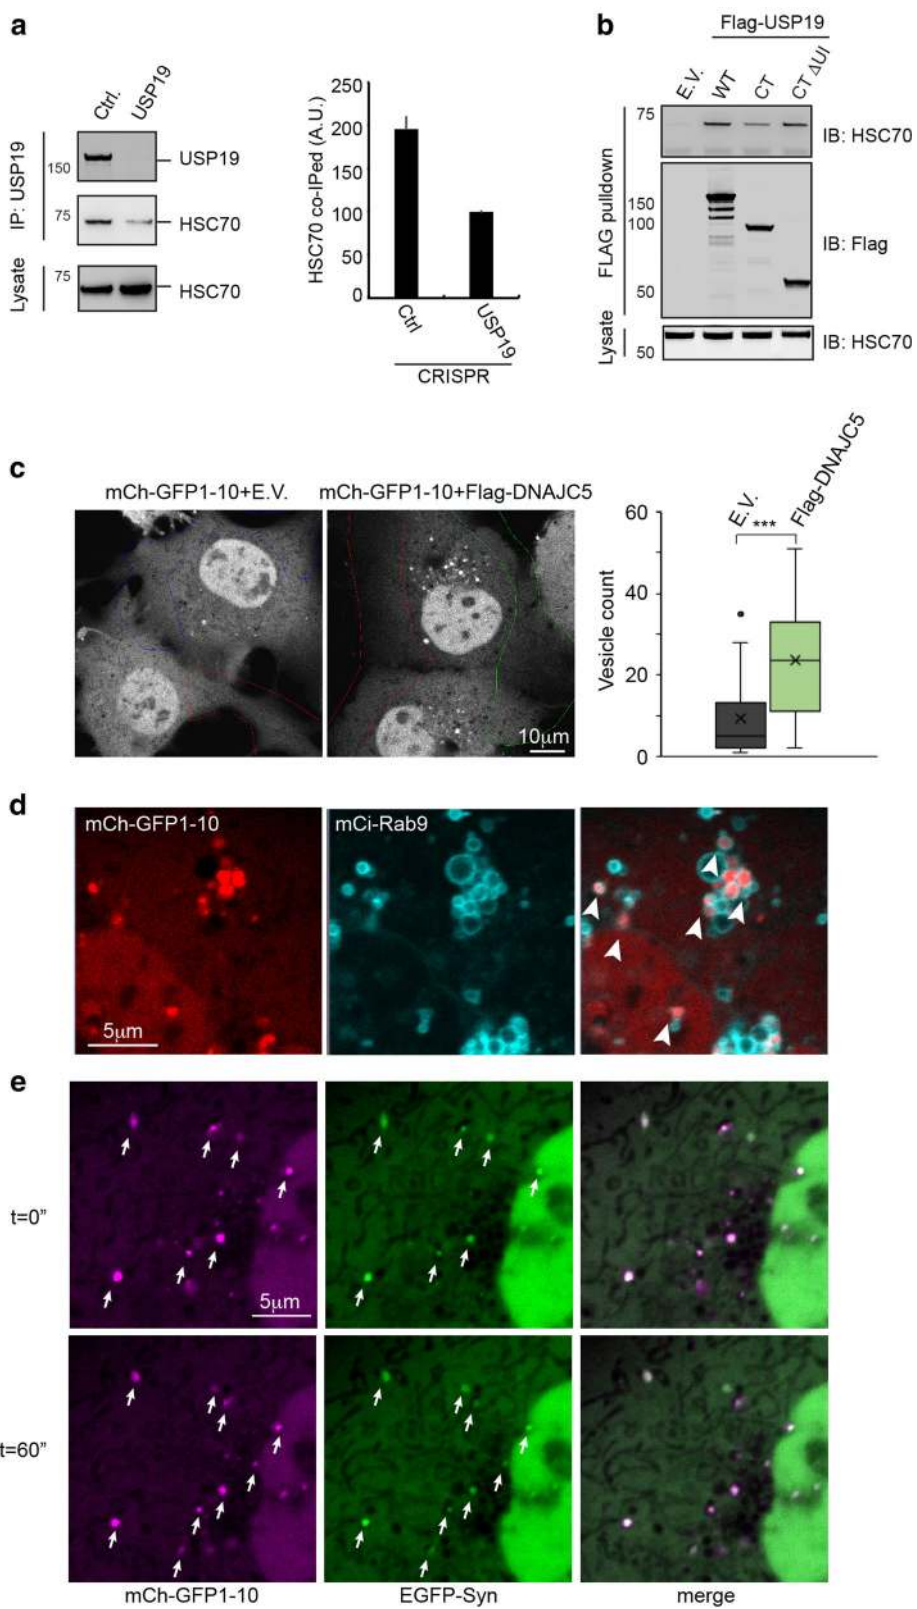 a
Ctrl.
USP19
IP: USP19
150
USP19
75
HSC70
Lysate
75
HSC70
HSC70 co-IPed (A.U.)
250
200
150
100
50
0
Ctrl
USP19
CRISPR
b
Flag-USP19
E.V.
WT
CT
CT ΔUl
FLAG pulldown
75
IB: HSC70
150
100
50
IB: Flag
Lysate
50
IB: HSC70
c
mCh-GFP1-10+E.V.
mCh-GFP1-10+Flag-DNAJC5
10μm
Vesicle count
60
40
20
0
E.V.
Flag-DNAJC5
***
d
mCh-GFP1-10
mCi-Rab9
5μm
e
t=0”
5μm
t=60”
mCh-GFP1-10
EGFP-Syn
merge